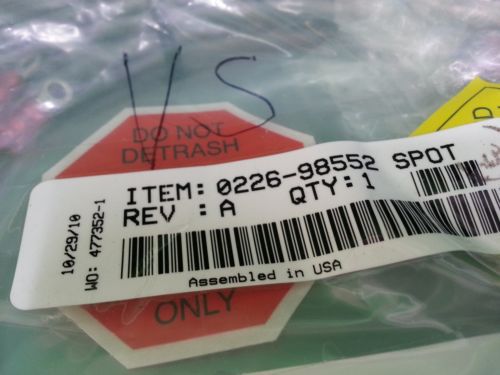 VS
DO NOT
DETRASH
ITEM: 0226-98552 SPOT
REV : A QTY: 1
10/29/10
WO: 477352-1
Assembled in USA
ONLY
D